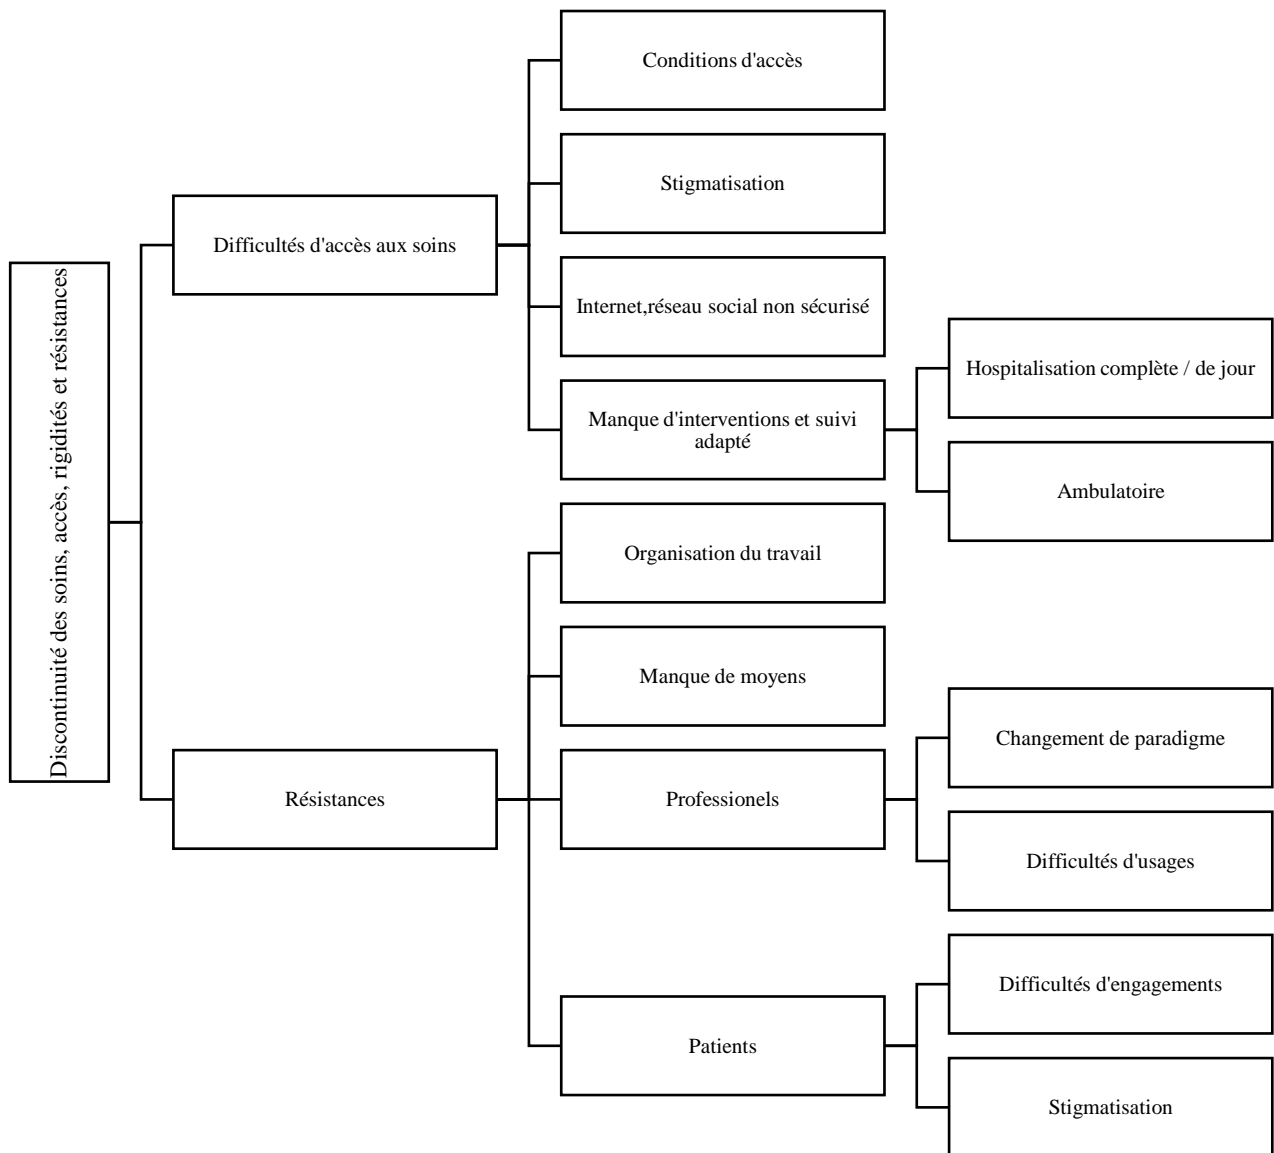 Discontinuité des soins, accès, rigidités et résistances
Difficultés d'accès aux soins
Conditions d'accès
Stigmatisation
Internet,réseau social non sécurisé
Manque d'interventions et suivi
adapté
Hospitalisation complète / de jour
Ambulatoire
Résistances
Organisation du travail
Manque de moyens
Professionels
Changement de paradigme
Difficultés d'usages
Patients
Difficultés d'engagements
Stigmatisation